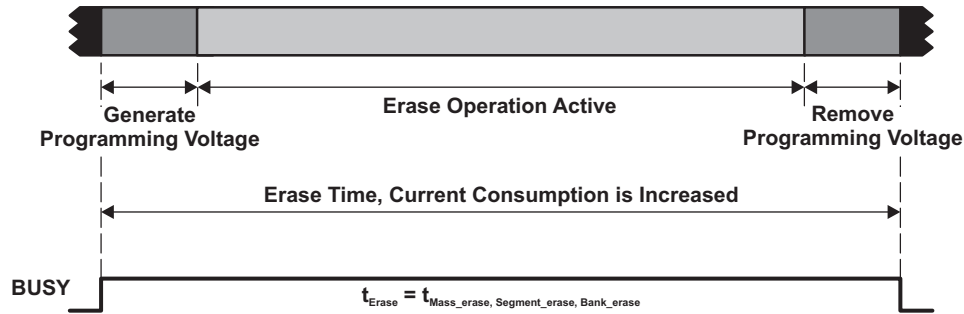 Generate
Programming Voltage
Erase Operation Active
Remove
Programming Voltage
Erase Time, Current Consumption is Increased
BUSY
tErase = tMass_erase, Segment_erase, Bank_erase